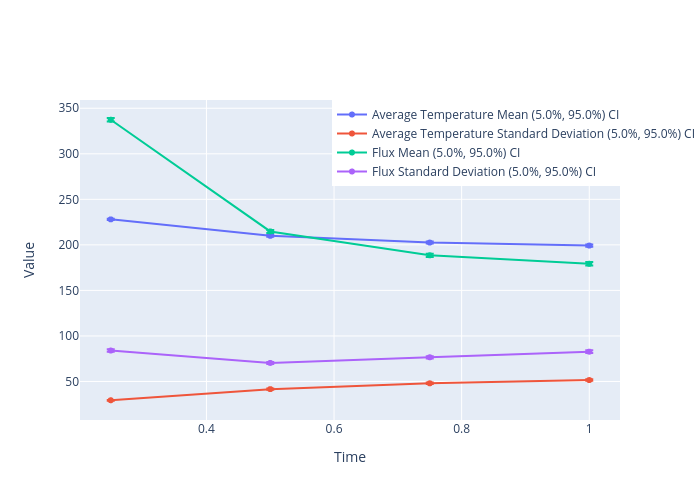 Average Temperature Mean (5.0%, 95.0%) CI
Average Temperature Standard Deviation (5.0%, 95.0%) CI
Flux Mean (5.0%, 95.0%) CI
Flux Standard Deviation (5.0%, 95.0%) CI
350
300
250
200
150
100
50
Value
0.4 0.6 0.8 1
Time